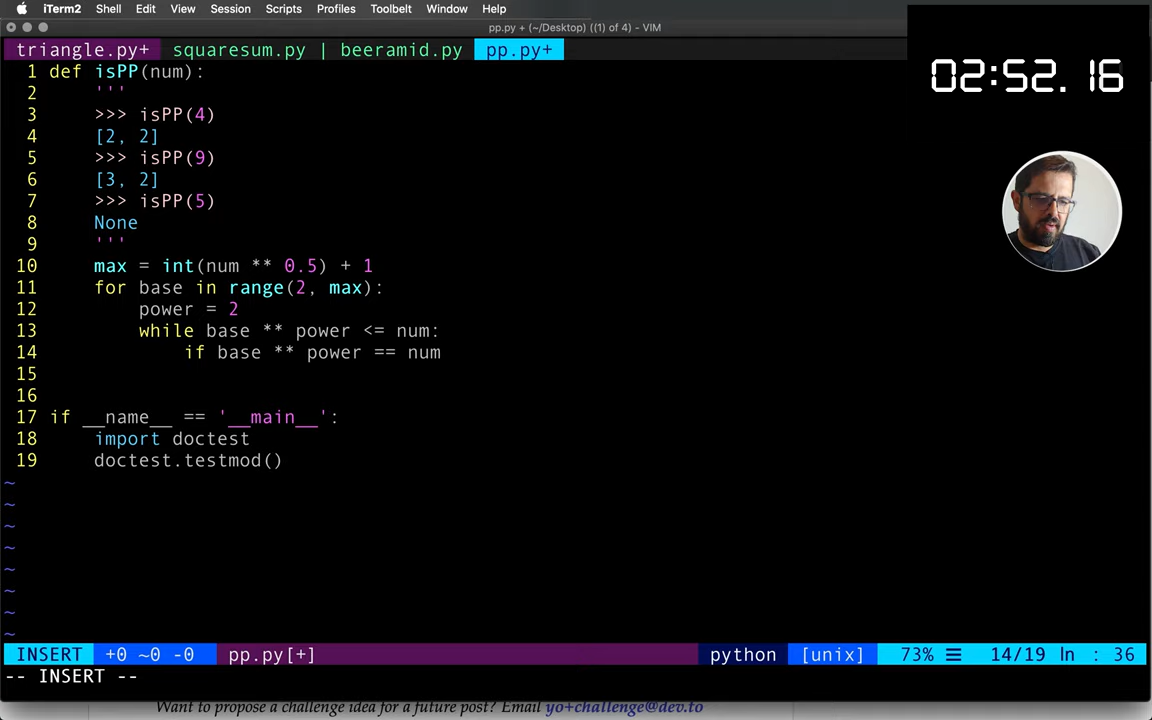 iTerm2 Shell Edit View Session Scripts Profiles Toolbelt Window Help
pp.py + (~/Desktop) ((1) of 4) - VIM
triangle.py+ squaresum.py | beeramid.py pp.py+
02:52.16
1 def isPP(num):
2 '''
3 >>> isPP(4)
4 [2, 2]
5 >>> isPP(9)
6 [3, 2]
7 >>> isPP(5)
8 None
9 '''
10 max = int(num ** 0.5) + 1
11 for base in range(2, max):
12 power = 2
13 while base ** power <= num:
14 if base ** power == num
15
16
17 if __name__ == '__main__':
18 import doctest
19 doctest.testmod()
~
~
~
~
~
~
~
~
INSERT +0 ~0 -0 pp.py[+] python [unix] 73% ☰ 14/19 ln : 36
-- INSERT --
Want to propose a challenge idea for a future post? Email yo+challenge@dev.to